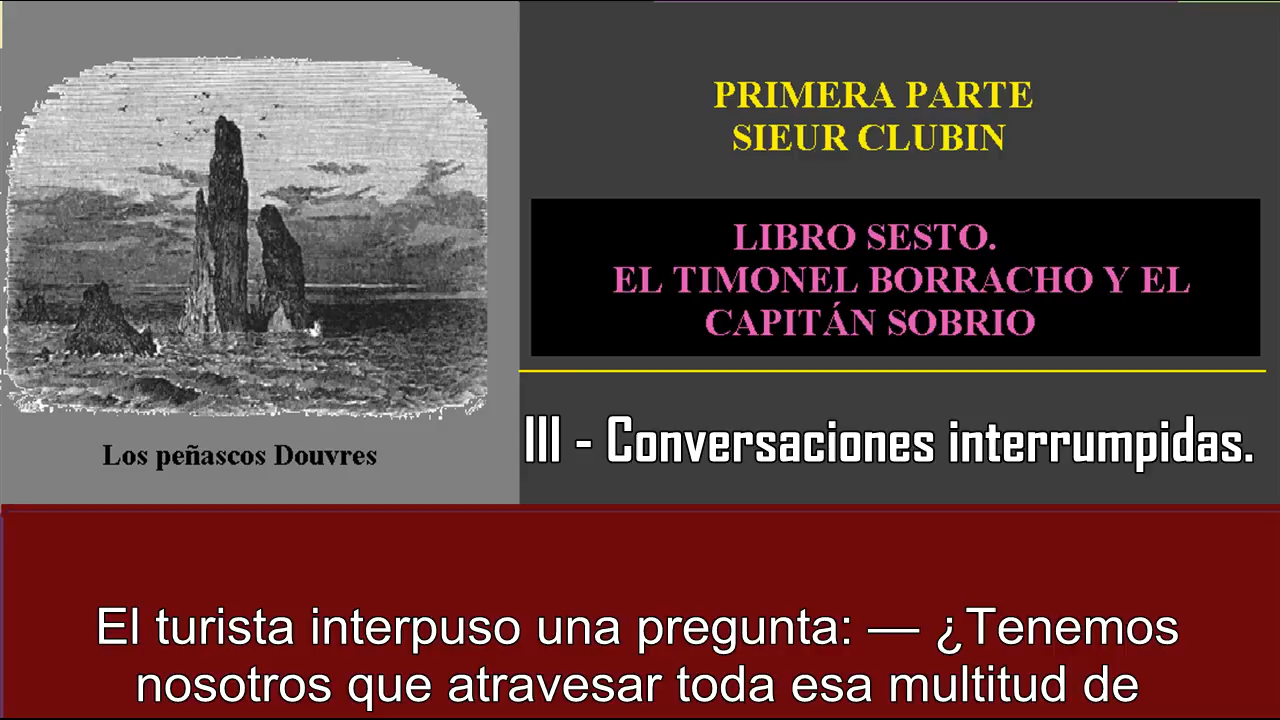 PRIMERA PARTE
SIEUR CLUBIN
LIBRO SESTO.
EL TIMONEL BORRACHO Y EL
CAPITÁN SOBRIO
Los peñascos Douvres
III - Conversaciones interrumpidas.
El turista interpuso una pregunta: — ¿Tenemos
nosotros que atravesar toda esa multitud de